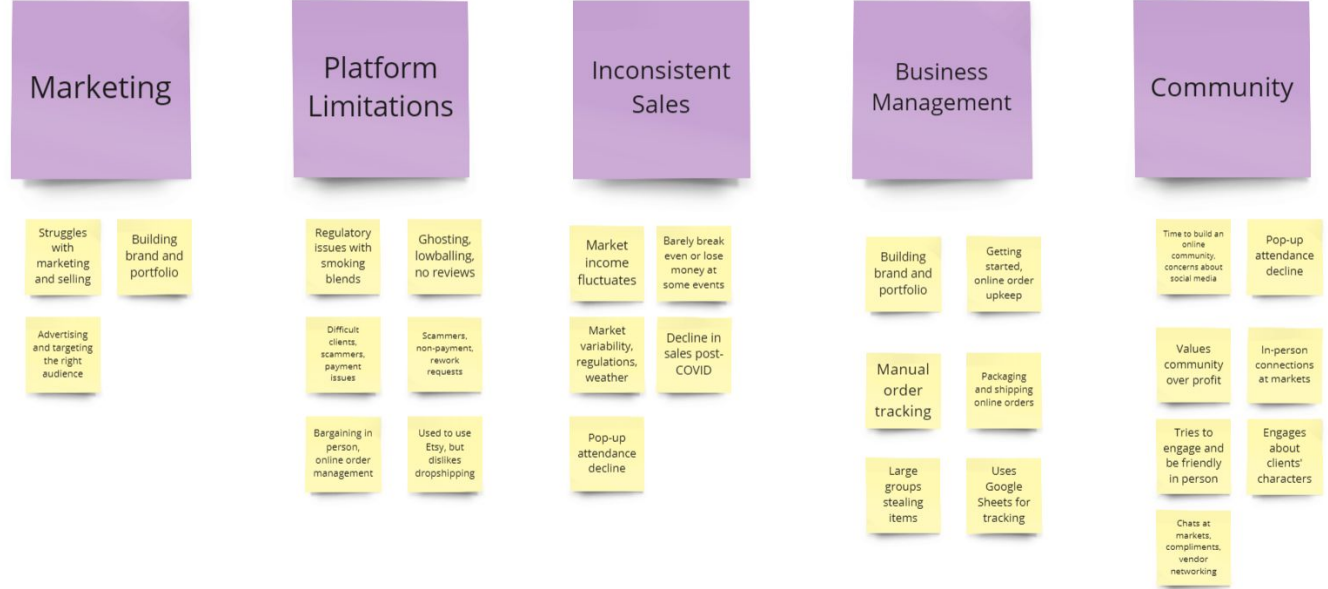 Marketing
Struggles
with
marketing
and selling
Building
brand and
portfolio
Advertising
and targeting
the right
audience
Platform
Limitations
Regulatory
issues with
smoking
blends
Ghosting,
lowballing,
no reviews
Difficult
clients,
scammers,
payment
issues
Scammers,
non-payment,
rework
requests
Bargaining in
person,
online order
management
Used to use
Etsy, but
dislikes
dropshipping
Inconsistent
Sales
Market
income
fluctuates
Barely break
even or lose
money at
some events
Market
variability,
regulations,
weather
Decline in
sales post-
COVID
Pop-up
attendance
decline
Business
Management
Building
brand and
portfolio
Getting
started,
online order
upkeep
Manual
order
tracking
Packaging
and shipping
online orders
Large
groups
stealing
items
Uses
Google
Sheets for
tracking
Community
Time to build an
online
community,
concerns about
social media
Pop-up
attendance
decline
Values
community
over profit
In-person
connections
at markets
Tries to
engage and
be friendly
in person
Engages
about
clients'
characters
Chats at
markets,
compliments,
vendor
networking